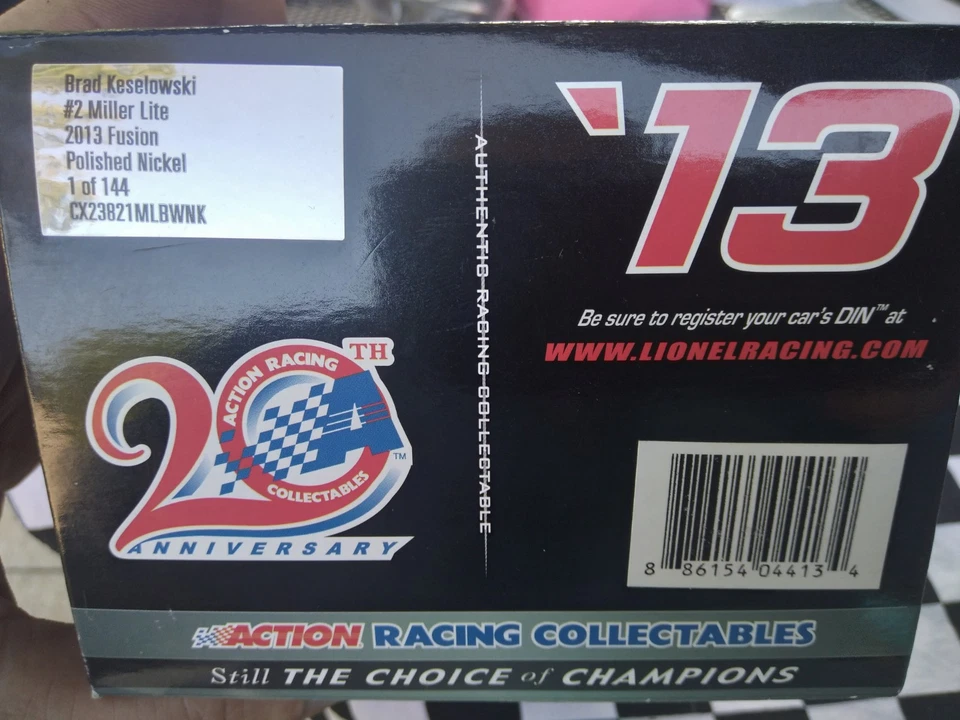 Brad Keselowski
#2 Miller Lite
2013 Fusion
Polished Nickel
1 of 144
CX23821MLBWNK
AUTHENTIC RACING COLLECTABLE
'13
Be sure to register your car's DIN™ at
WWW.LIONELRACING.COM
20TH
ACTION RACING
COLLECTABLES
TM
ANNIVERSARY
8 86154 04413 4
ACTION RACING COLLECTABLES
Still THE CHOICE of CHAMPIONS